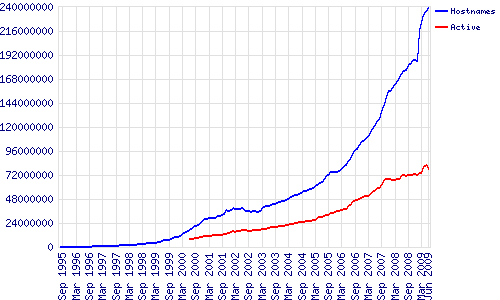 240000000
216000000
192000000
168000000
144000000
120000000
96000000
72000000
48000000
24000000
0
Hostnames
Active
Sep 1995
Mar 1996
Sep 1996
Mar 1997
Sep 1997
Mar 1998
Sep 1998
Mar 1999
Sep 1999
Mar 2000
Sep 2000
Mar 2001
Sep 2001
Mar 2002
Sep 2002
Mar 2003
Sep 2003
Mar 2004
Sep 2004
Mar 2005
Sep 2005
Mar 2006
Sep 2006
Mar 2007
Sep 2007
Mar 2008
Sep 2008
Mar 2009
Jun 2009